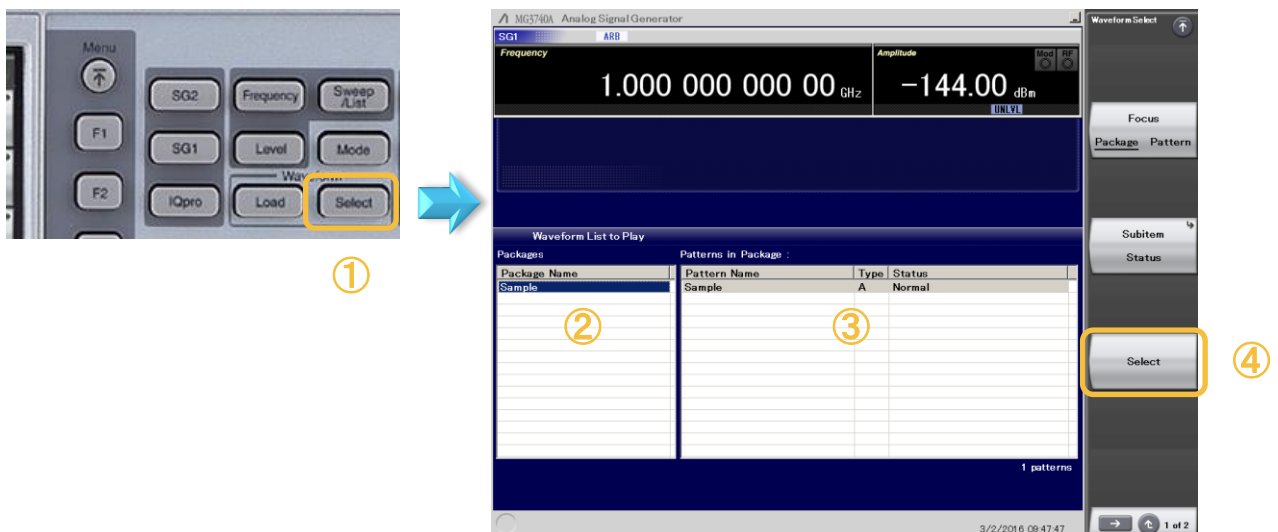 Menu
F1
F2
SG2
Frequency
Sweep
/List
SG1
Level
Mode
Waveform
IQpro
Load
Select
①
MG3740A Analog Signal Generator
SG1
ARB
Frequency
1.000 000 000 00 GHz
Amplitude
-144.00 dBm
Mod
RF
UNLVL
Waveform List to Play
Packages
Patterns in Package :
Package Name
Pattern Name Type Status
Sample
Sample A Normal
②
③
1 patterns
3/2/2016 09:47:47
Waveform Select
Focus
Package Pattern
Subitem
Status
Select
④
1 of 2